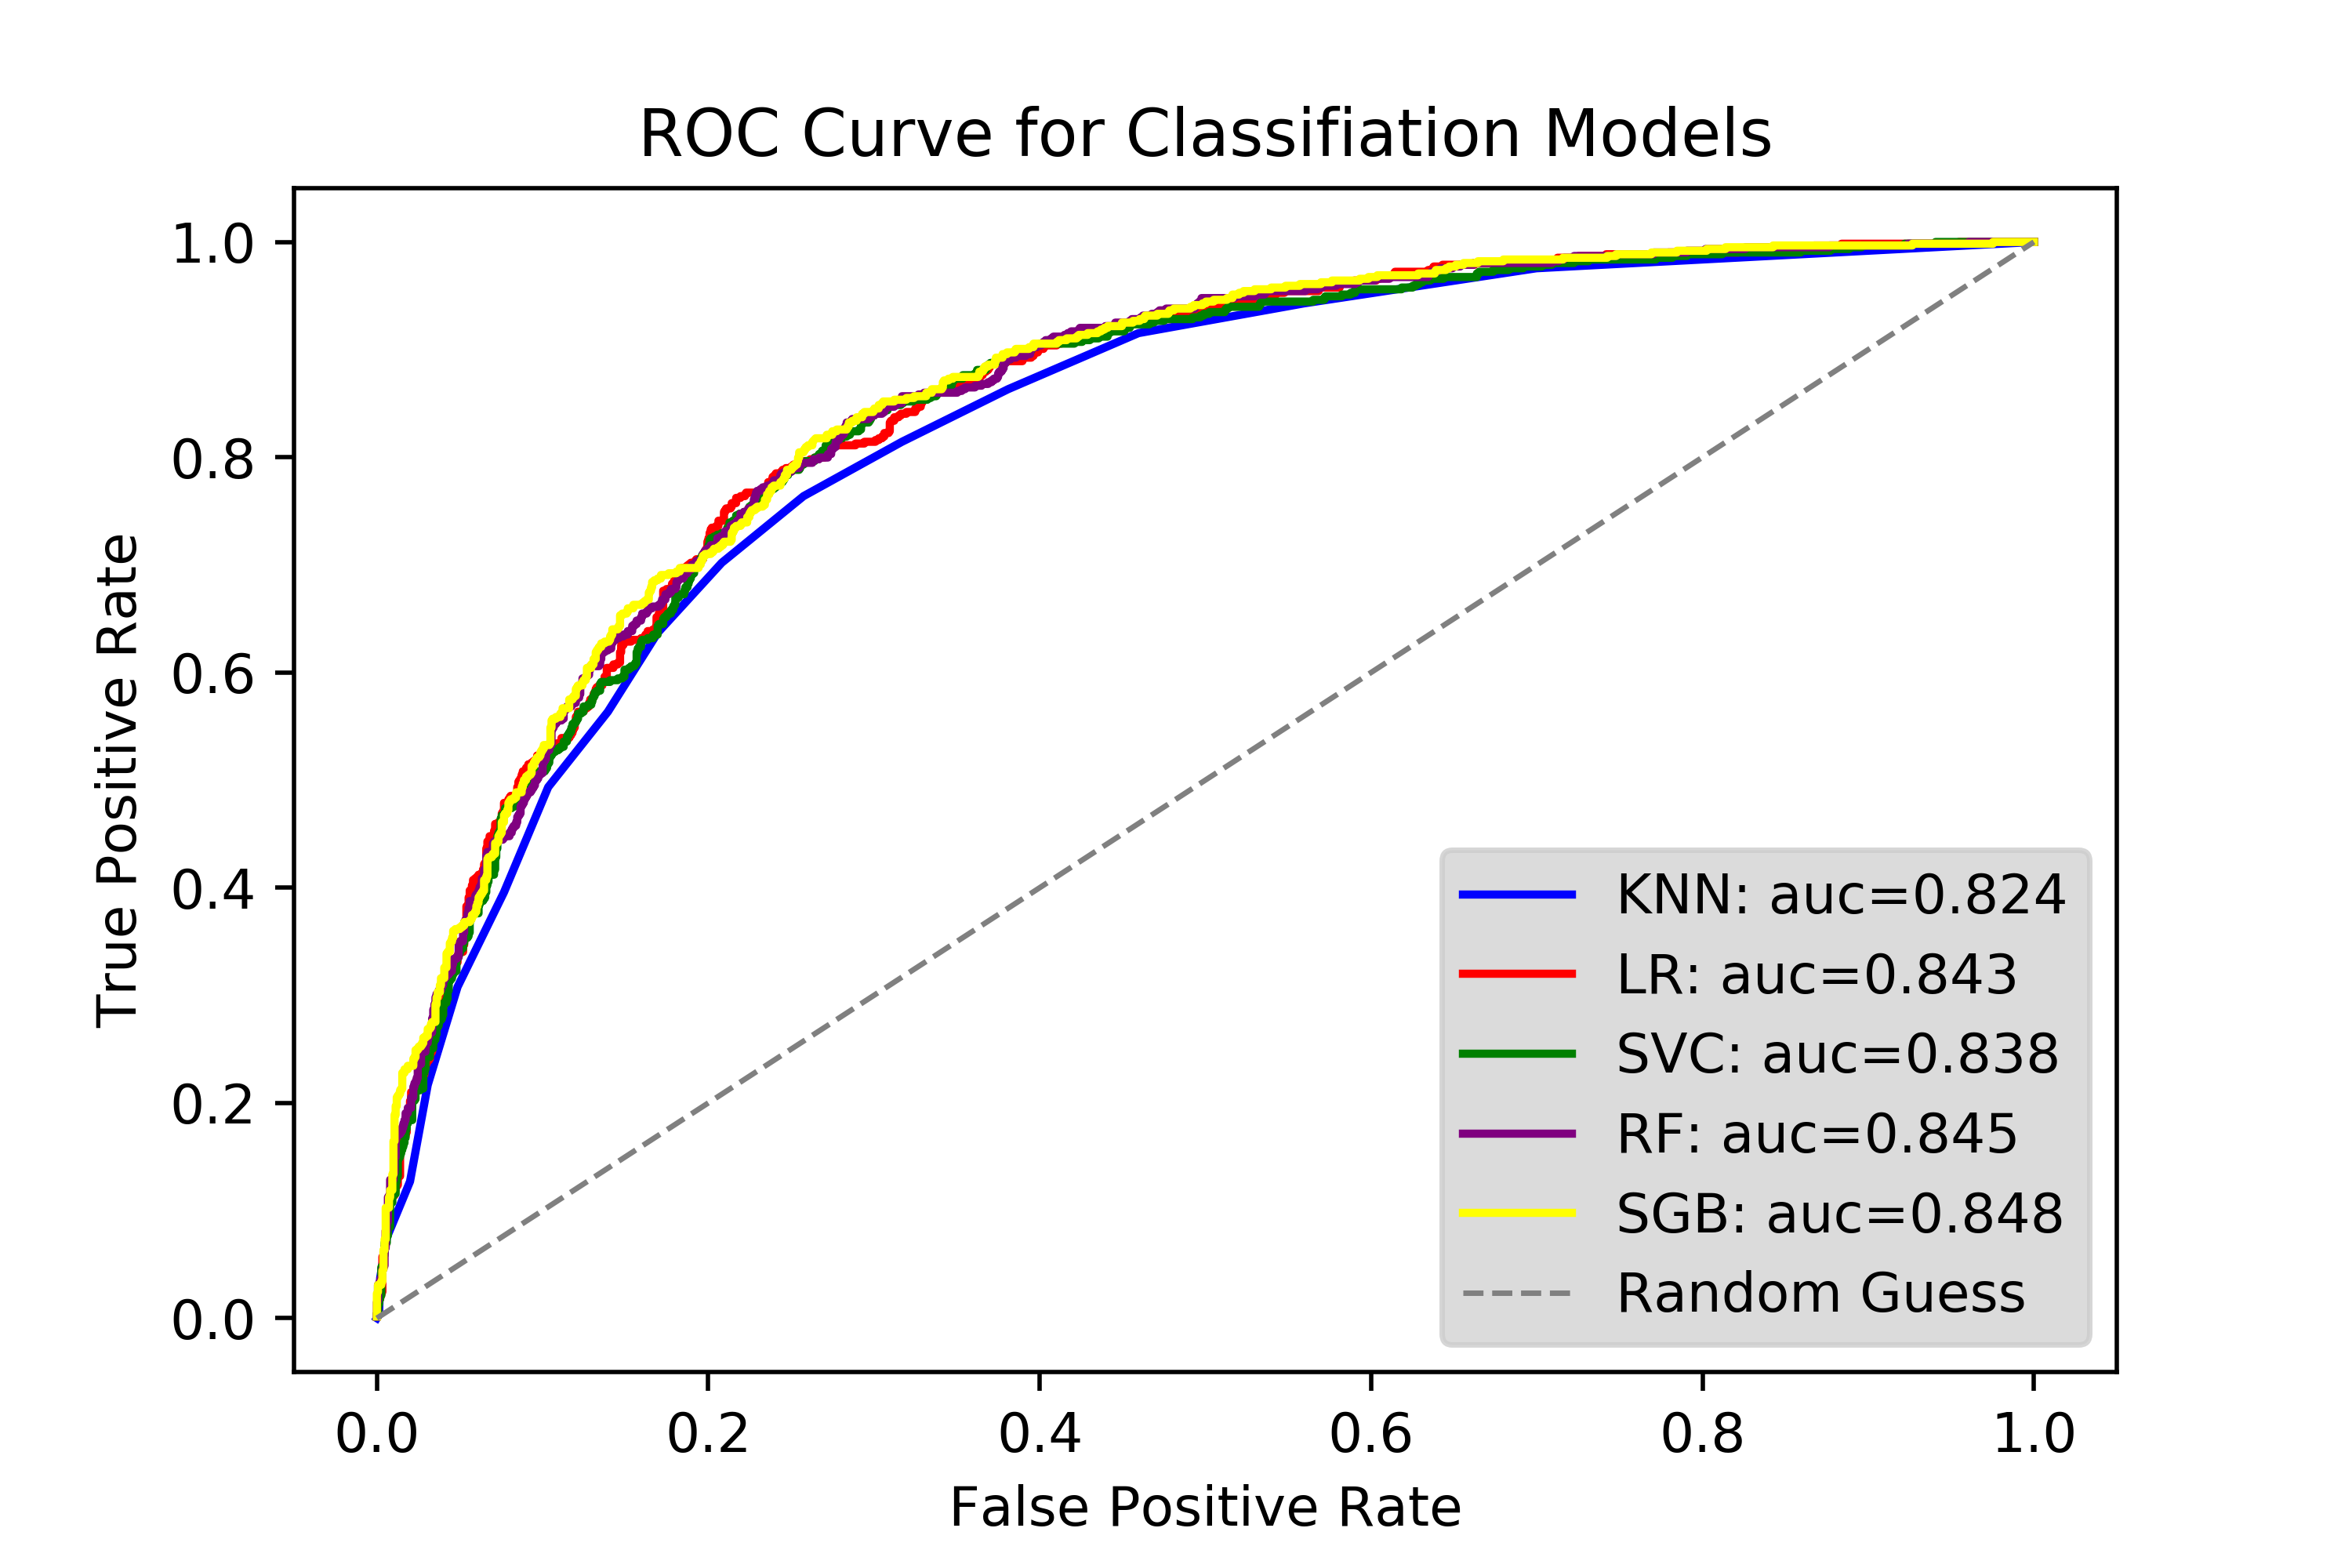 ROC Curve for Classifiation Models
True Positive Rate
1.0
0.8
0.6
0.4
0.2
0.0
KNN: auc=0.824
LR: auc=0.843
SVC: auc=0.838
RF: auc=0.845
SGB: auc=0.848
Random Guess
0.0 0.2 0.4 0.6 0.8 1.0
False Positive Rate